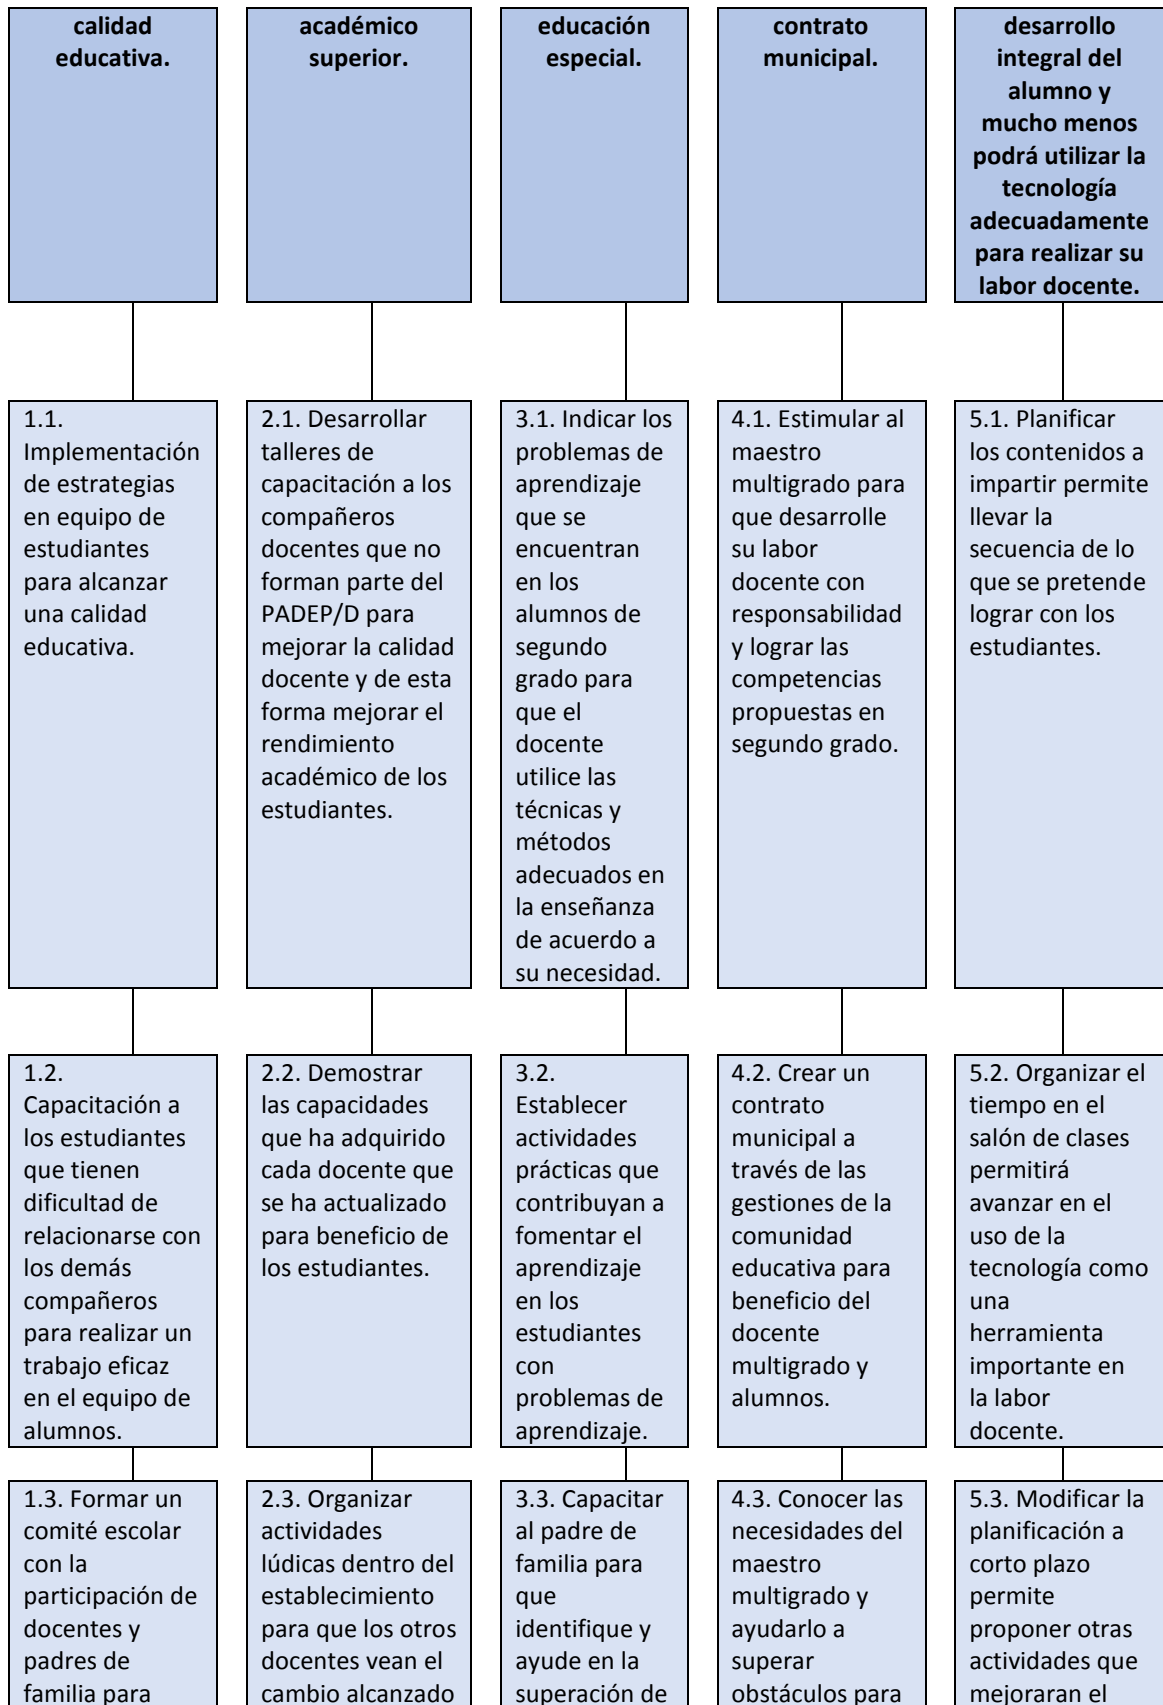 calidad
educativa.
académico
superior.
educación
especial.
contrato
municipal.
desarrollo
integral del
alumno y
mucho menos
podrá utilizar la
tecnología
adecuadamente
para realizar su
labor docente.
1.1.
Implementación
de estrategias
en equipo de
estudiantes
para alcanzar
una calidad
educativa.
2.1. Desarrollar
talleres de
capacitación a los
compañeros
docentes que no
forman parte del
PADEP/D para
mejorar la calidad
docente y de esta
forma mejorar el
rendimiento
académico de los
estudiantes.
3.1. Indicar los
problemas de
aprendizaje
que se
encuentran
en los
alumnos de
segundo
grado para
que el
docente
utilice las
técnicas y
métodos
adecuados en
la enseñanza
de acuerdo a
su necesidad.
4.1. Estimular al
maestro
multigrado para
que desarrolle
su labor
docente con
responsabilidad
y lograr las
competencias
propuestas en
segundo grado.
5.1. Planificar
los contenidos a
impartir permite
llevar la
secuencia de lo
que se pretende
lograr con los
estudiantes.
1.2.
Capacitación a
los estudiantes
que tienen
dificultad de
relacionarse con
los demás
compañeros
para realizar un
trabajo eficaz
en el equipo de
alumnos.
2.2. Demostrar
las capacidades
que ha adquirido
cada docente que
se ha actualizado
para beneficio de
los estudiantes.
3.2.
Establecer
actividades
prácticas que
contribuyan a
fomentar el
aprendizaje
en los
estudiantes
con
problemas de
aprendizaje.
4.2. Crear un
contrato
municipal a
través de las
gestiones de la
comunidad
educativa para
beneficio del
docente
multigrado y
alumnos.
5.2. Organizar el
tiempo en el
salón de clases
permitirá
avanzar en el
uso de la
tecnología como
una
herramienta
importante en
la labor
docente.
1.3. Formar un
comité escolar
con la
participación de
docentes y
padres de
familia para
2.3. Organizar
actividades
lúdicas dentro del
establecimiento
para que los otros
docentes vean el
cambio alcanzado
3.3. Capacitar
al padre de
familia para
que
identifique y
ayude en la
superación de
4.3. Conocer las
necesidades del
maestro
multigrado y
ayudarlo a
superar
obstáculos para
5.3. Modificar la
planificación a
corto plazo
permite
proponer otras
actividades que
mejoraran el